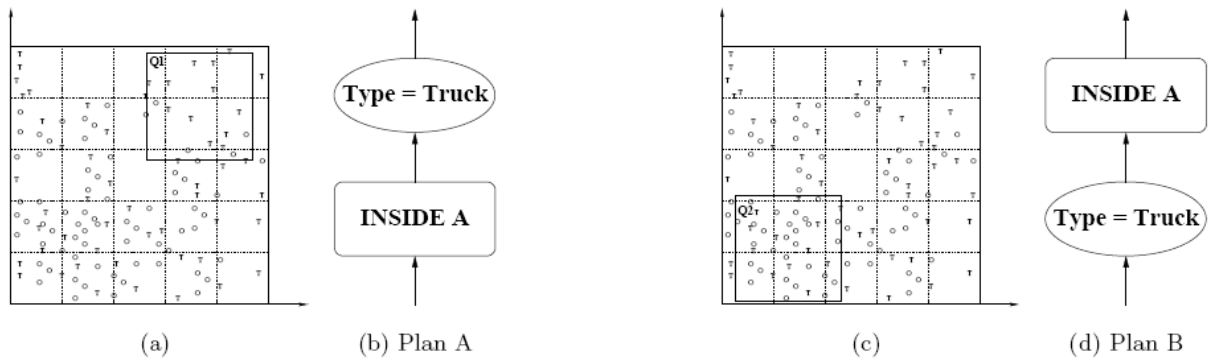 Q1
Type = Truck
INSIDE A
(a)
(b) Plan A
Q2
INSIDE A
Type = Truck
(c)
(d) Plan B